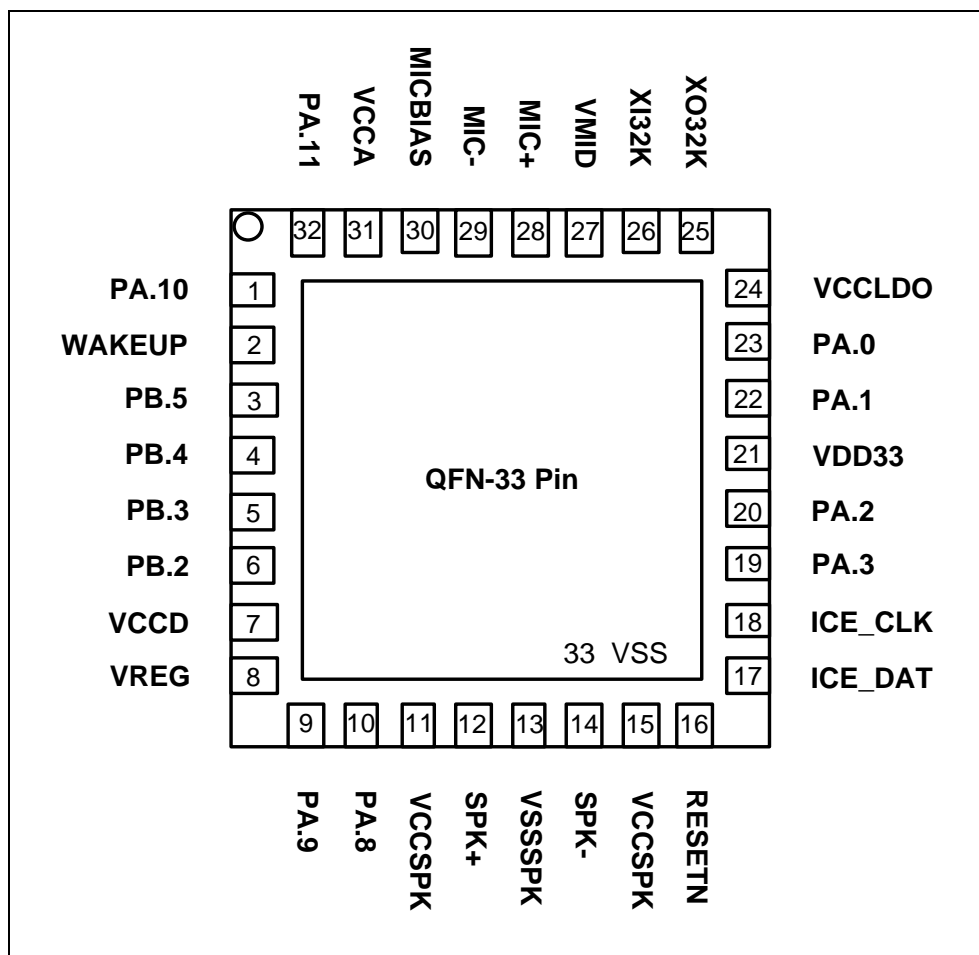 PA.11
VCCA
MICBIAS
MIC-
MIC+
VMID
XI32K
XO32K
32
31
30
29
28
27
26
25
PA.10
1
24
VCCLDO
WAKEUP
2
23
PA.0
PB.5
3
22
PA.1
PB.4
4
QFN-33 Pin
21
VDD33
PB.3
5
20
PA.2
PB.2
6
19
PA.3
VCCD
7
18
ICE_CLK
33 VSS
VREG
8
17
ICE_DAT
9
10
11
12
13
14
15
16
PA.9
PA.8
VCCSPK
SPK+
VSSSPK
SPK-
VCCSPK
RESETN